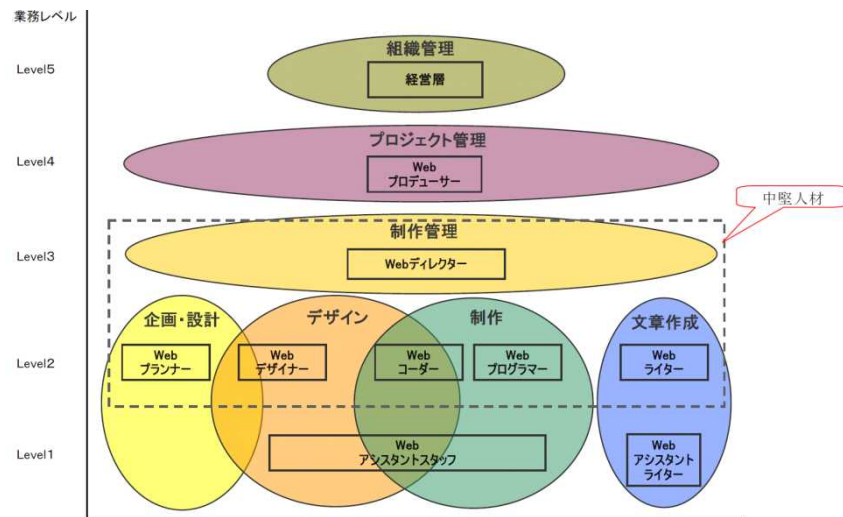 業務レベル
Level5
組織管理
経営層
Level4
プロジェクト管理
Web
プロデューサー
中堅人材
Level3
制作管理
Webディレクター
企画・設計
デザイン
制作
文章作成
Level2
Web
プランナー
Web
デザイナー
Web
コーダー
Web
プログラマー
Web
ライター
Level1
Web
アシスタントスタッフ
Web
アシスタント
ライター